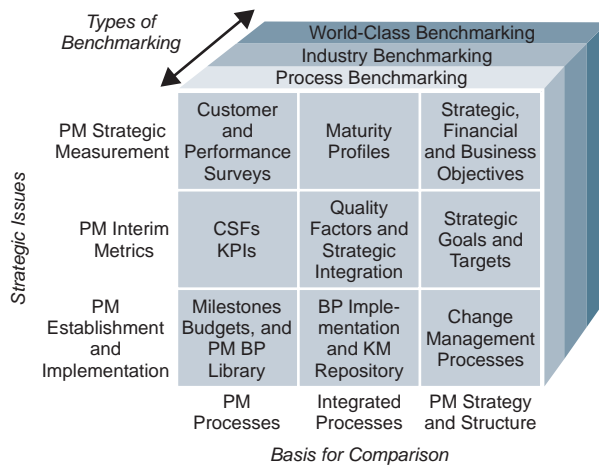 Types of
Benchmarking
World-Class Benchmarking
Industry Benchmarking
Process Benchmarking
Strategic Issues
PM Strategic
Measurement
Customer
and
Performance
Surveys
Maturity
Profiles
Strategic,
Financial
and Business
Objectives
PM Interim
Metrics
CSFs
KPIs
Quality
Factors and
Strategic
Integration
Strategic
Goals and
Targets
PM
Establishment
and
Implementation
Milestones
Budgets, and
PM BP
Library
BP Imple-
mentation
and KM
Repository
Change
Management
Processes
PM
Processes
Integrated
Processes
PM Strategy
and Structure
Basis for Comparison